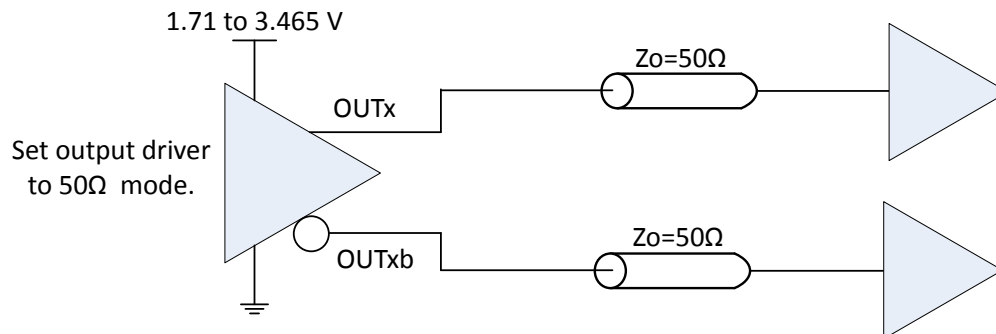 1.71 to 3.465 V
Zo=50Ω
OUTx
Set output driver
to 50Ω mode.
Zo=50Ω
OUTxb